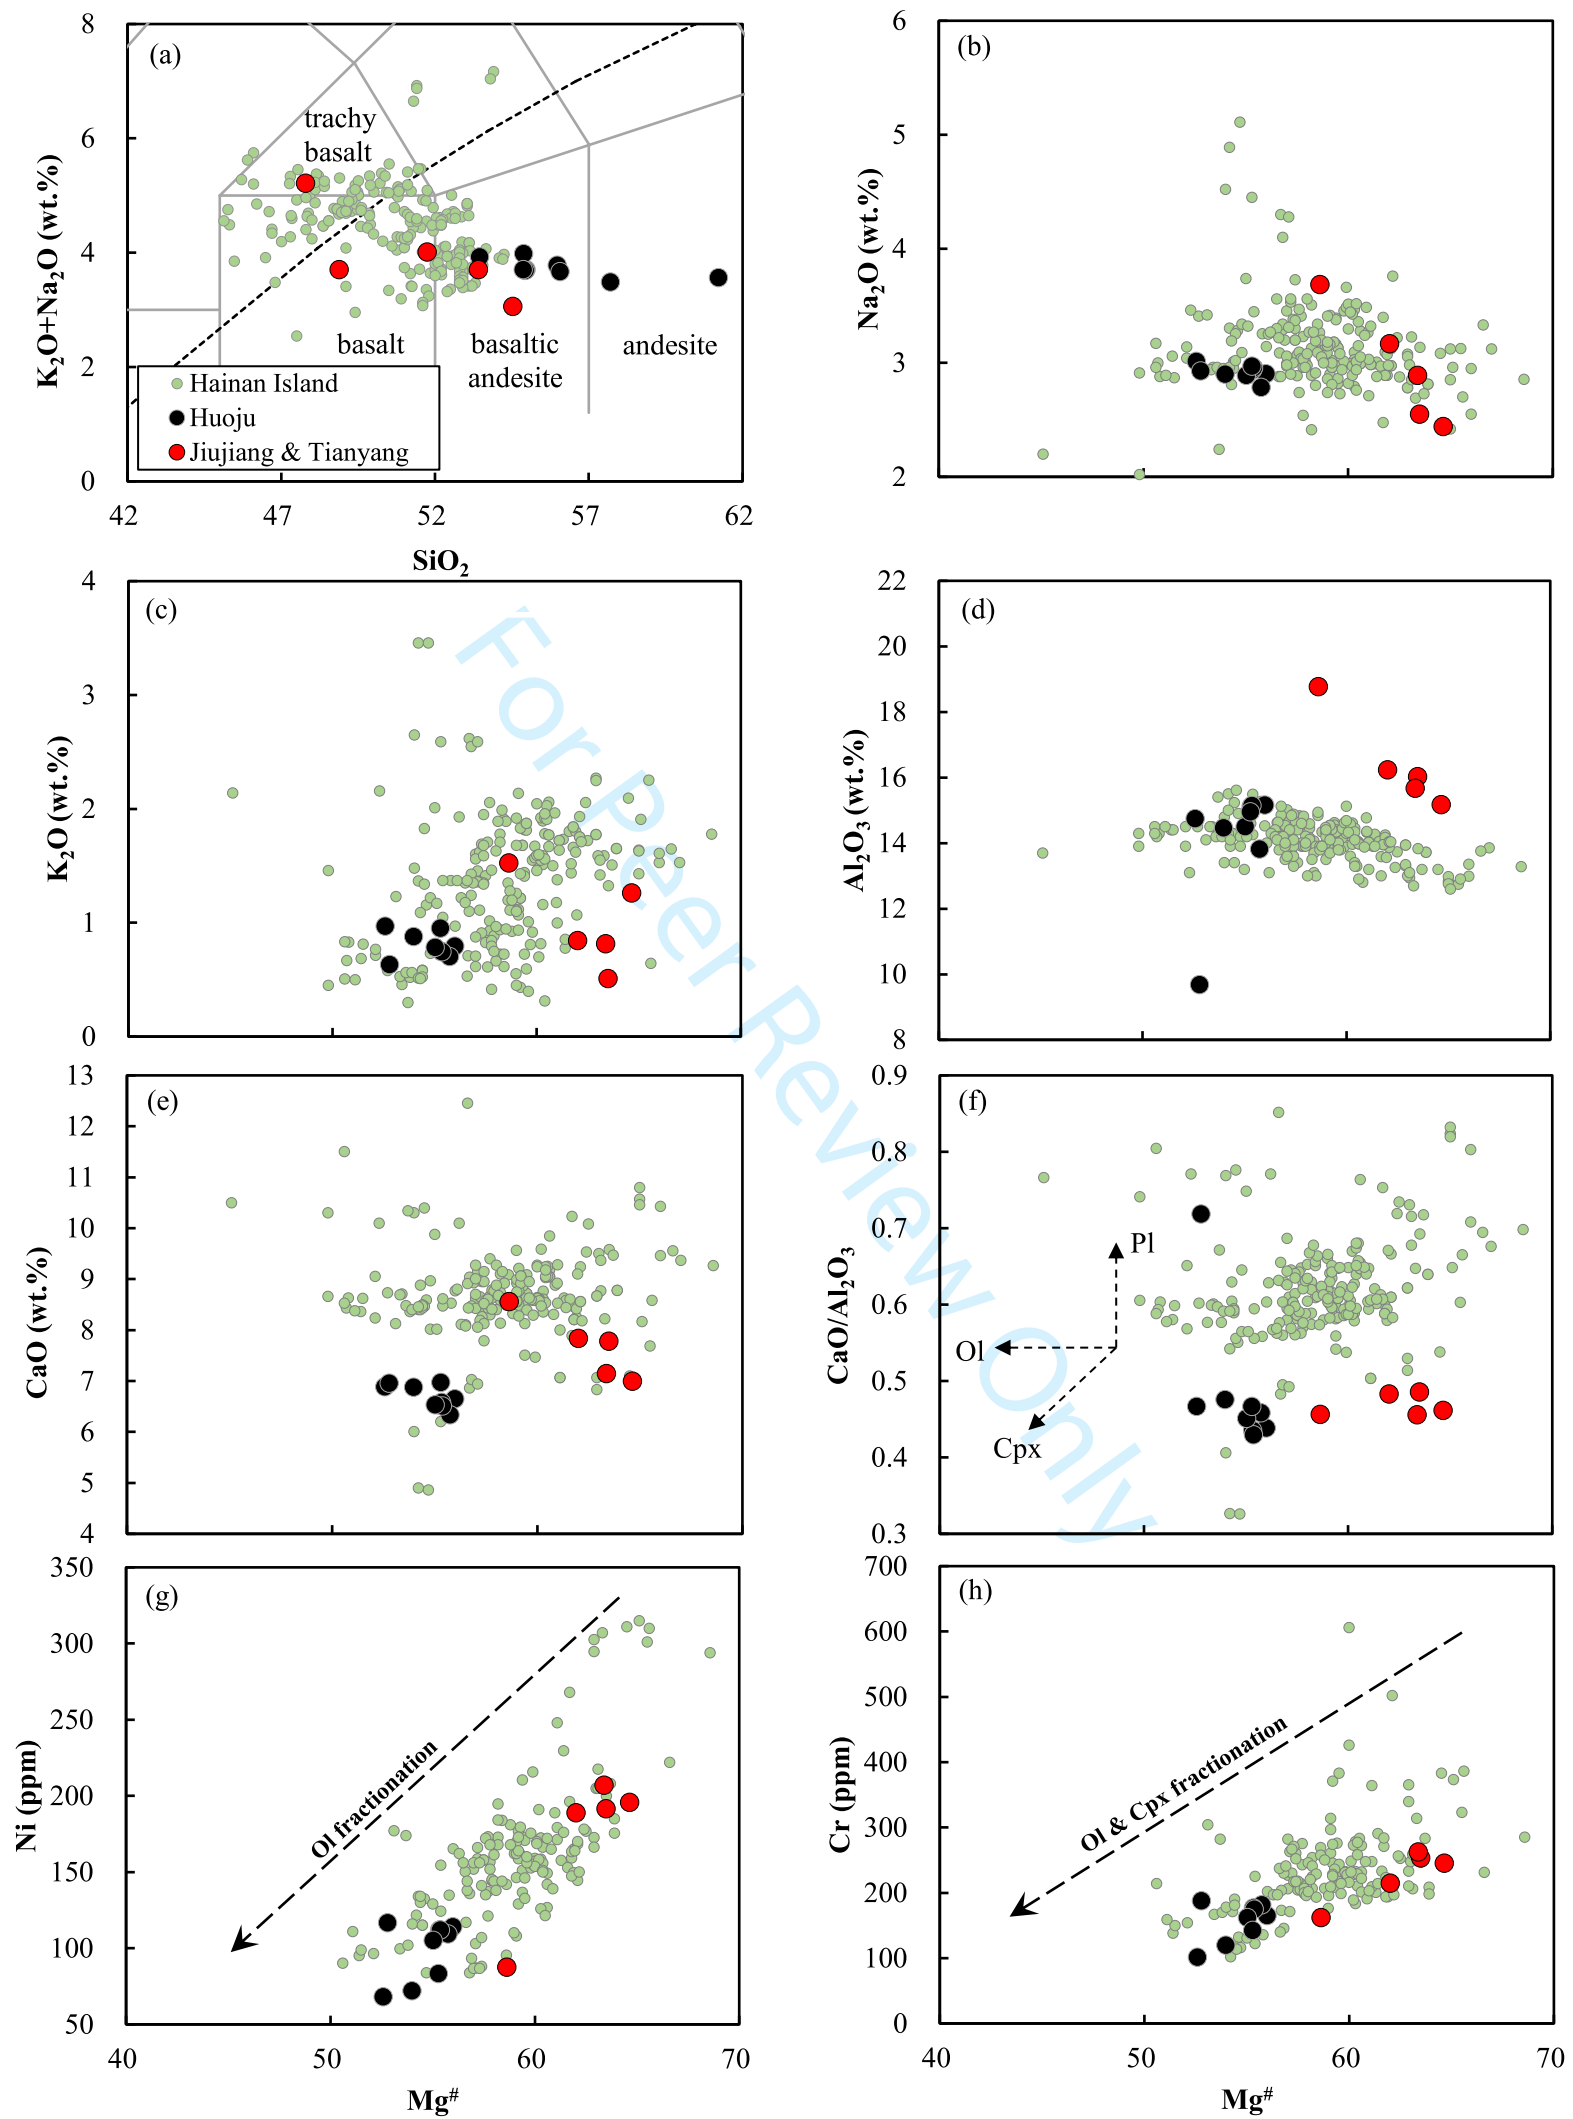 (a)
K₂O+Na₂O (wt.%)
8
6
4
2
0
trachy
basalt
basalt
basaltic
andesite
andesite
Hainan Island
Huoju
Jiujiang & Tianyang
42
47
52
57
62
SiO₂
(b)
Na₂O (wt.%)
6
5
4
3
2
(c)
K₂O (wt.%)
4
3
2
1
0
(d)
Al₂O₃ (wt.%)
22
20
18
16
14
12
10
8
(e)
CaO (wt.%)
13
12
11
10
9
8
7
6
5
4
(f)
CaO/Al₂O₃
0.9
0.8
0.7
0.6
0.5
0.4
0.3
Pl
Ol
Cpx
(g)
Ni (ppm)
350
300
250
200
150
100
50
Ol fractionation
40
50
60
70
Mg#
(h)
Cr (ppm)
700
600
500
400
300
200
100
0
Ol & Cpx fractionation
40
50
60
70
Mg#
For Peer Review Only